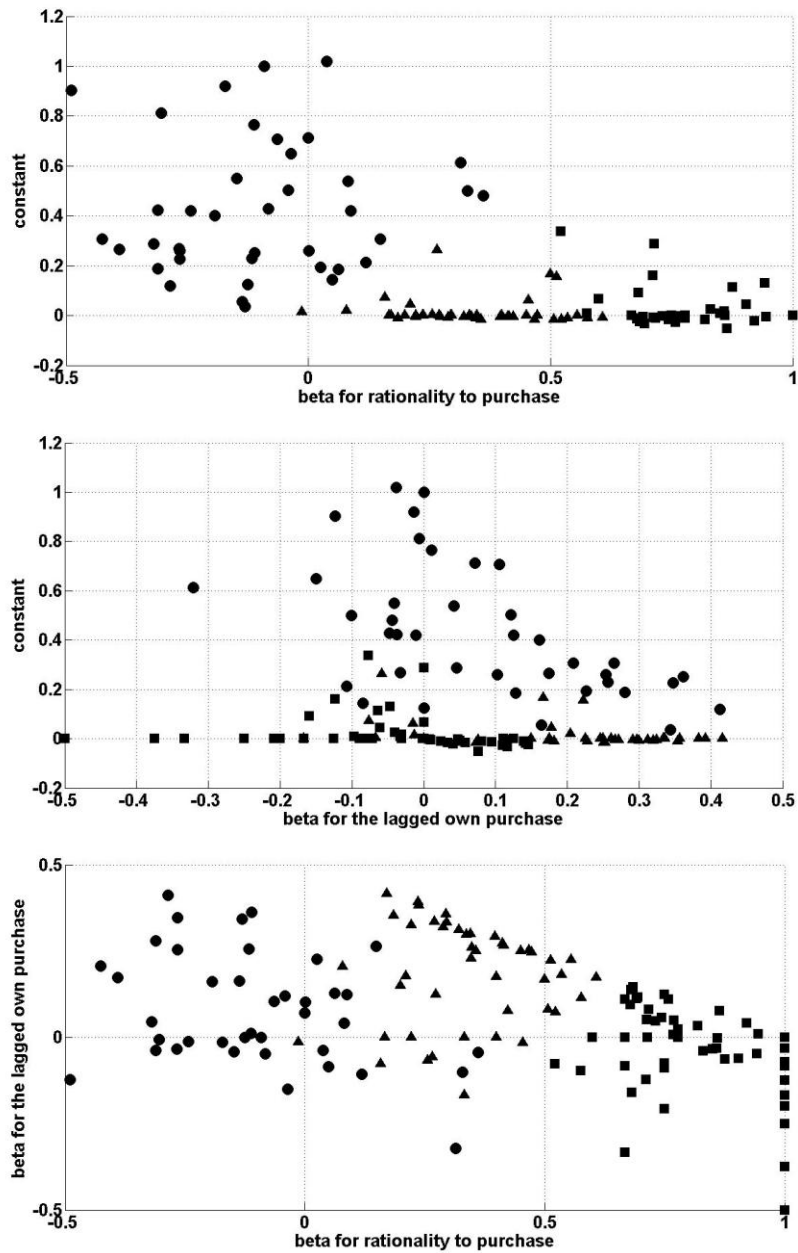 1.2
1
0.8
0.6
0.4
0.2
0
-0.2
constant
-0.5 0 0.5 1
beta for rationality to purchase
1.2
1
0.8
0.6
0.4
0.2
0
-0.2
constant
-0.5 -0.4 -0.3 -0.2 -0.1 0 0.1 0.2 0.3 0.4 0.5
beta for the lagged own purchase
0.5
0
-0.5
beta for the lagged own purchase
-0.5 0 0.5 1
beta for rationality to purchase